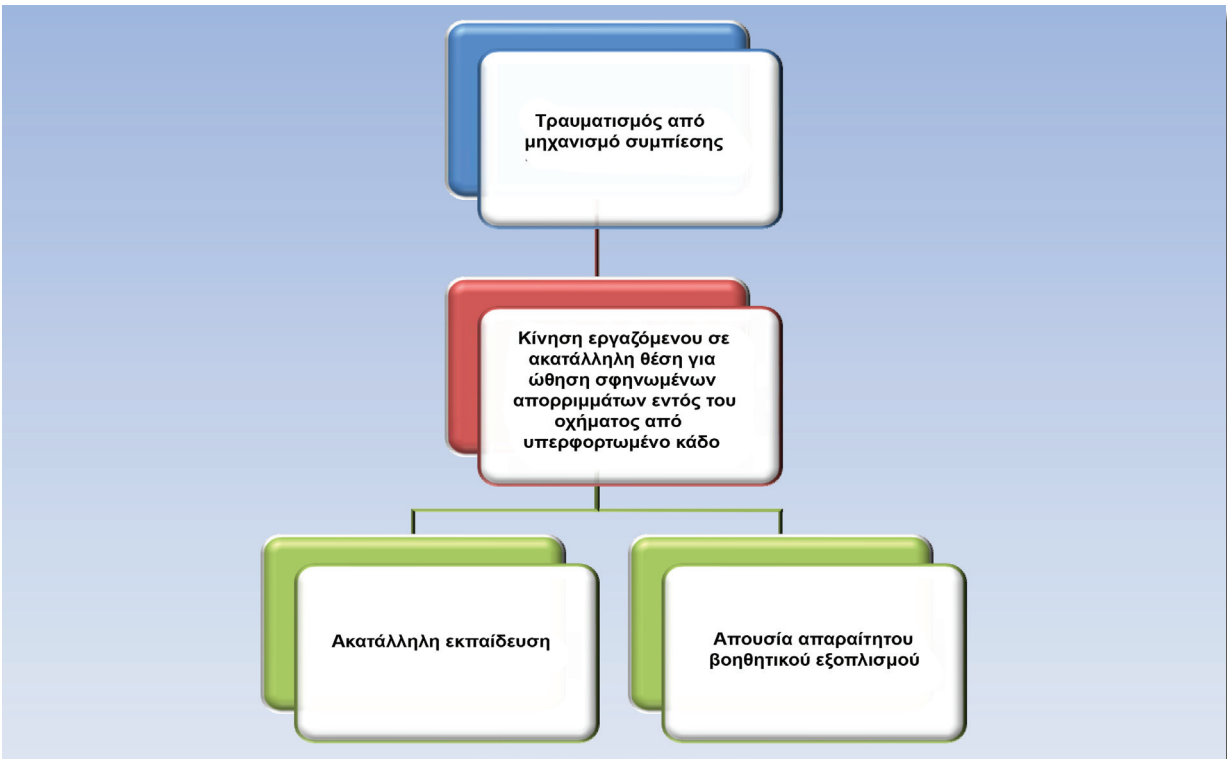 Τραυματισμός από
μηχανισμό συμπίεσης
Κίνηση εργαζόμενου σε
ακατάλληλη θέση για
ώθηση σφηνωμένων
απορριμμάτων εντός του
οχήματος από
υπερφορτωμένο κάδο
Ακατάλληλη εκπαίδευση
Απουσία απαραίτητου
βοηθητικού εξοπλισμού